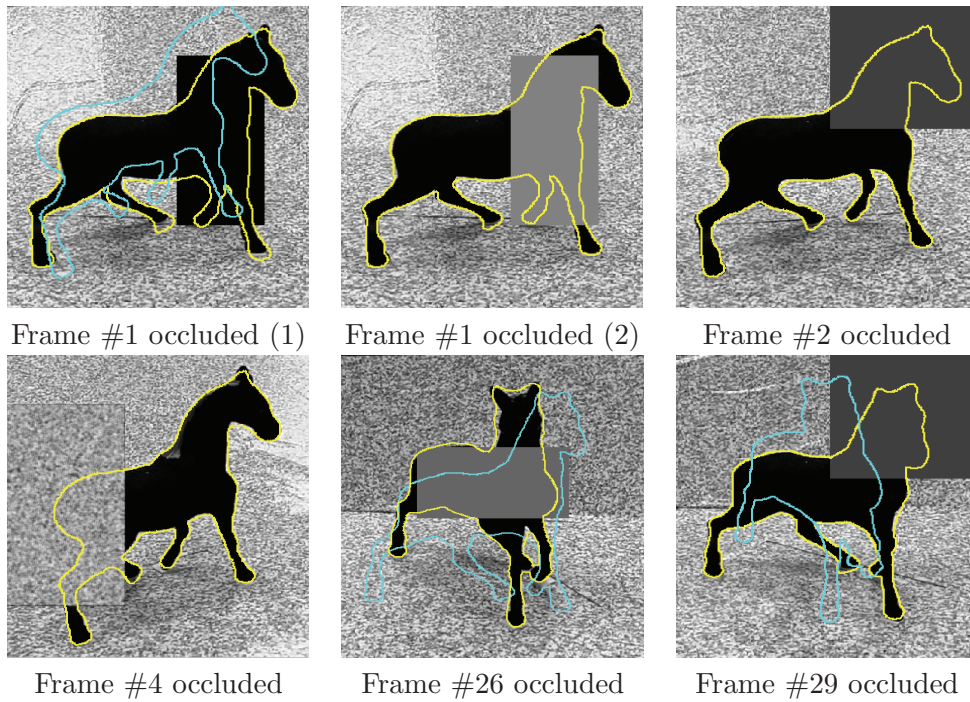 Frame #1 occluded (1)
Frame #1 occluded (2)
Frame #2 occluded
Frame #4 occluded
Frame #26 occluded
Frame #29 occluded